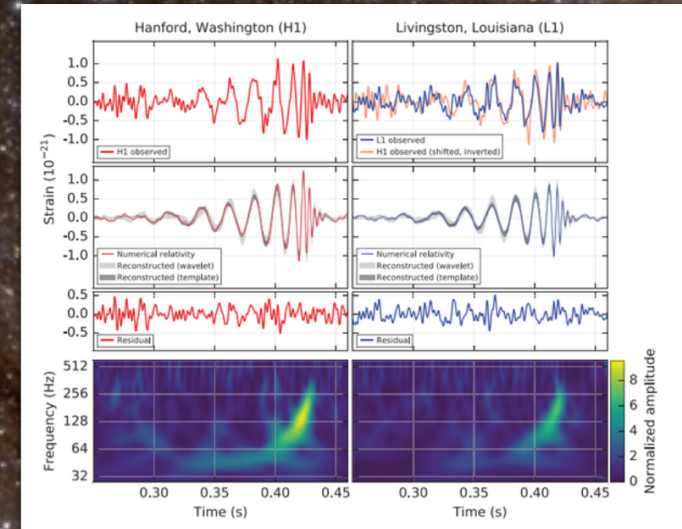 Hanford, Washington (H1)
Livingston, Louisiana (L1)
Strain (10⁻²¹)
1.0
0.5
0.0
-0.5
-1.0
H1 observed
L1 observed
H1 observed (shifted, inverted)
1.0
0.5
0.0
-0.5
-1.0
Numerical relativity
Reconstructed (wavelet)
Reconstructed (template)
Numerical relativity
Reconstructed (wavelet)
Reconstructed (template)
0.5
0.0
-0.5
Residual
Residual
Frequency (Hz)
512
256
128
64
32
0.30
0.35
0.40
0.45
0.30
0.35
0.40
0.45
Time (s)
Time (s)
8
6
4
2
0
Normalized amplitude